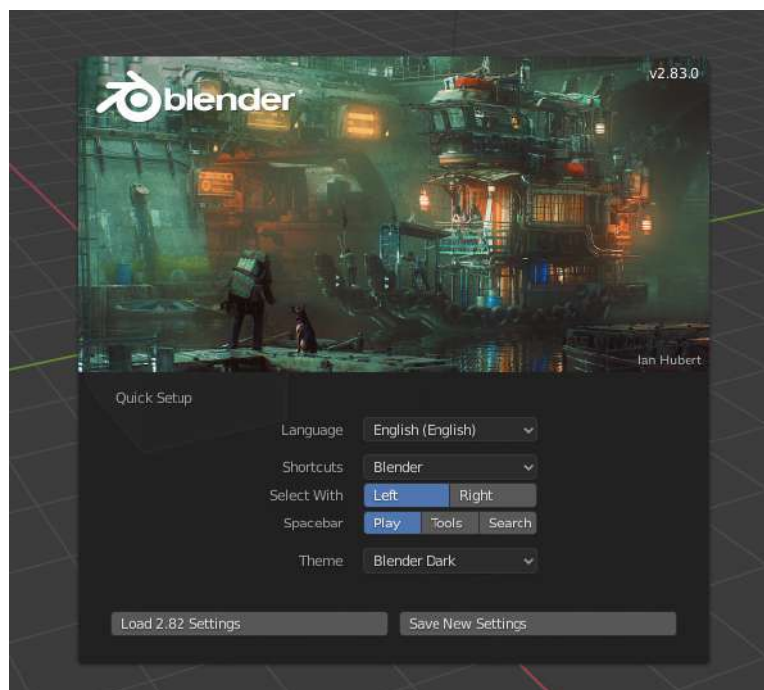 blender
v2.83.0
Ian Hubert
Quick Setup
Language English (English)
Shortcuts Blender
Select With Left Right
Spacebar Play Tools Search
Theme Blender Dark
Load 2.82 Settings Save New Settings